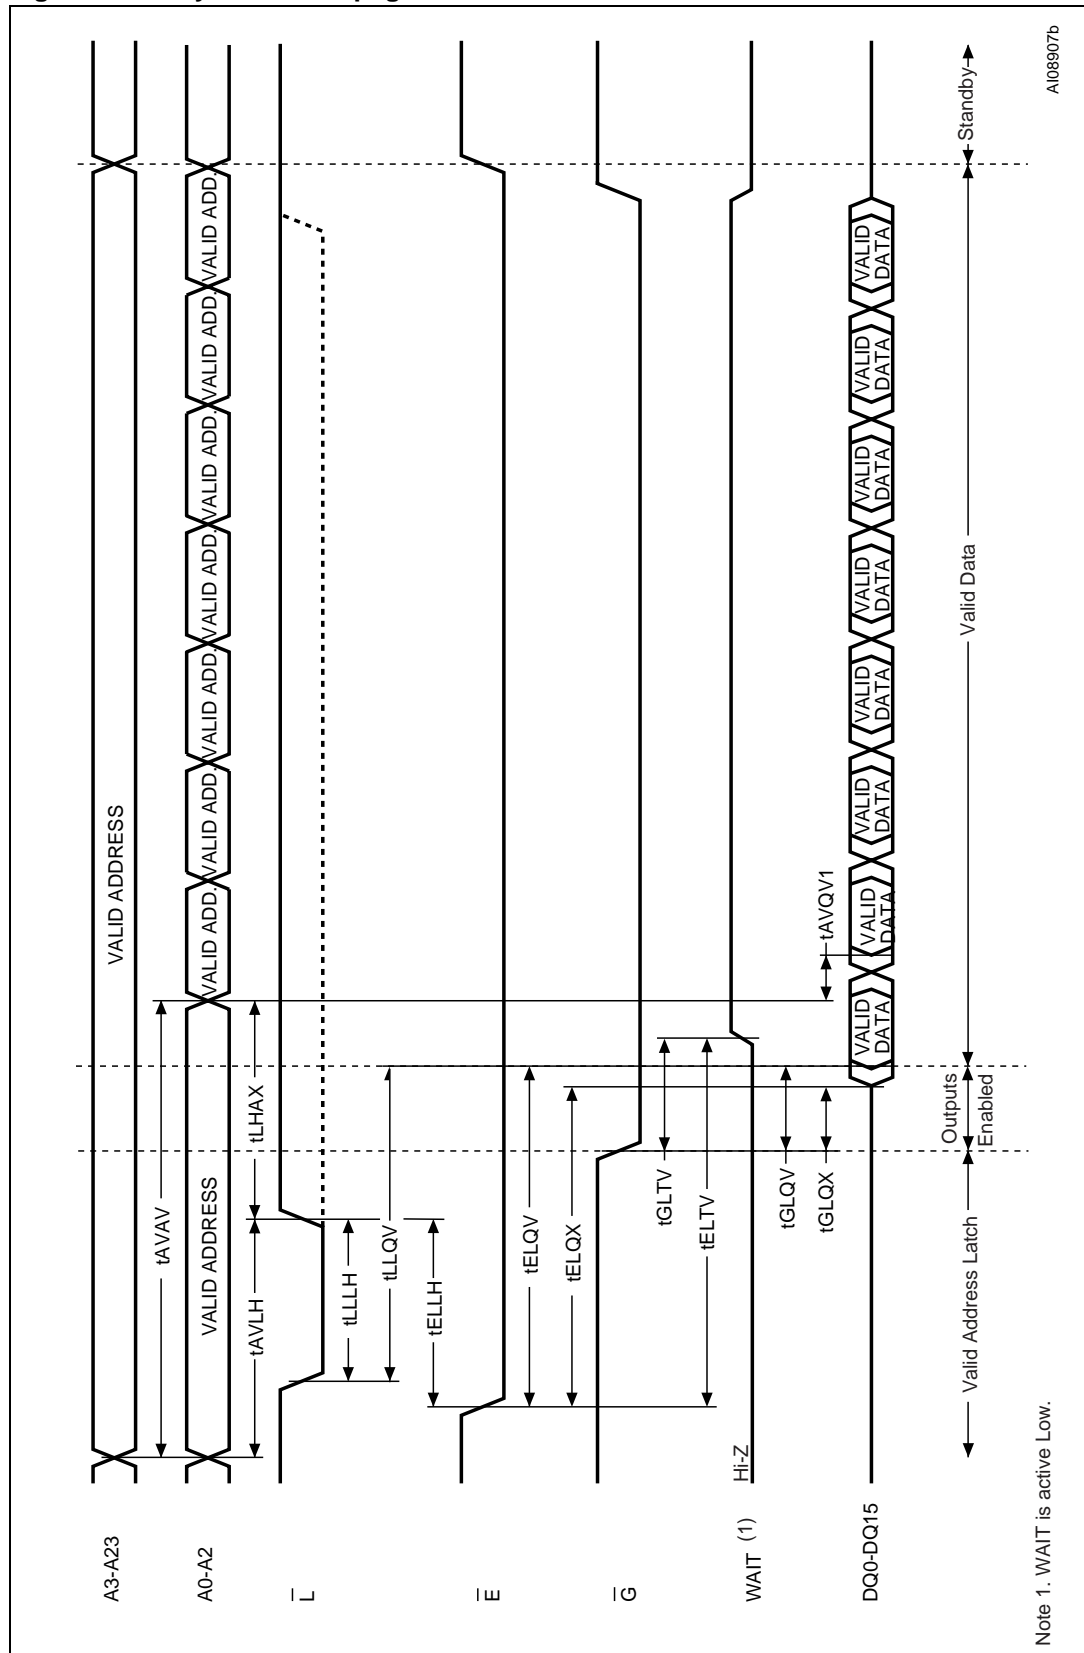 A3-A23
VALID ADDRESS
tAVAV
A0-A2
VALID ADDRESS
VALID ADD.
VALID ADD.
VALID ADD.
VALID ADD.
VALID ADD.
VALID ADD.
VALID ADD.
tAVLH
tLHAX
L
tLLLH
tLLQV
tELLH
E
tELQV
tELQX
G
tGLTV
tELTV
WAIT (1)
Hi-Z
tGLQV
tGLQX
tAVQV1
DQ0-DQ15
VALID
DATA
VALID
DATA
VALID
DATA
VALID
DATA
VALID
DATA
VALID
DATA
VALID
DATA
VALID
DATA
Valid Address Latch
Outputs
Enabled
Valid Data
Standby
Note 1. WAIT is active Low.
AI08907b